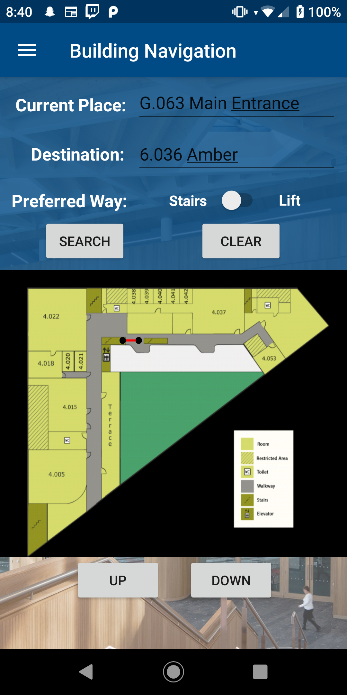 8:40 100%
Building Navigation
Current Place: G.063 Main Entrance
Destination: 6.036 Amber
Preferred Way: Stairs Lift
SEARCH CLEAR
4.022
4.037
4.018
4.020
4.021
4.053
4.015
Terrace
4.005
Room
Restricted Area
Toilet
Walkway
Stairs
Elevator
UP DOWN